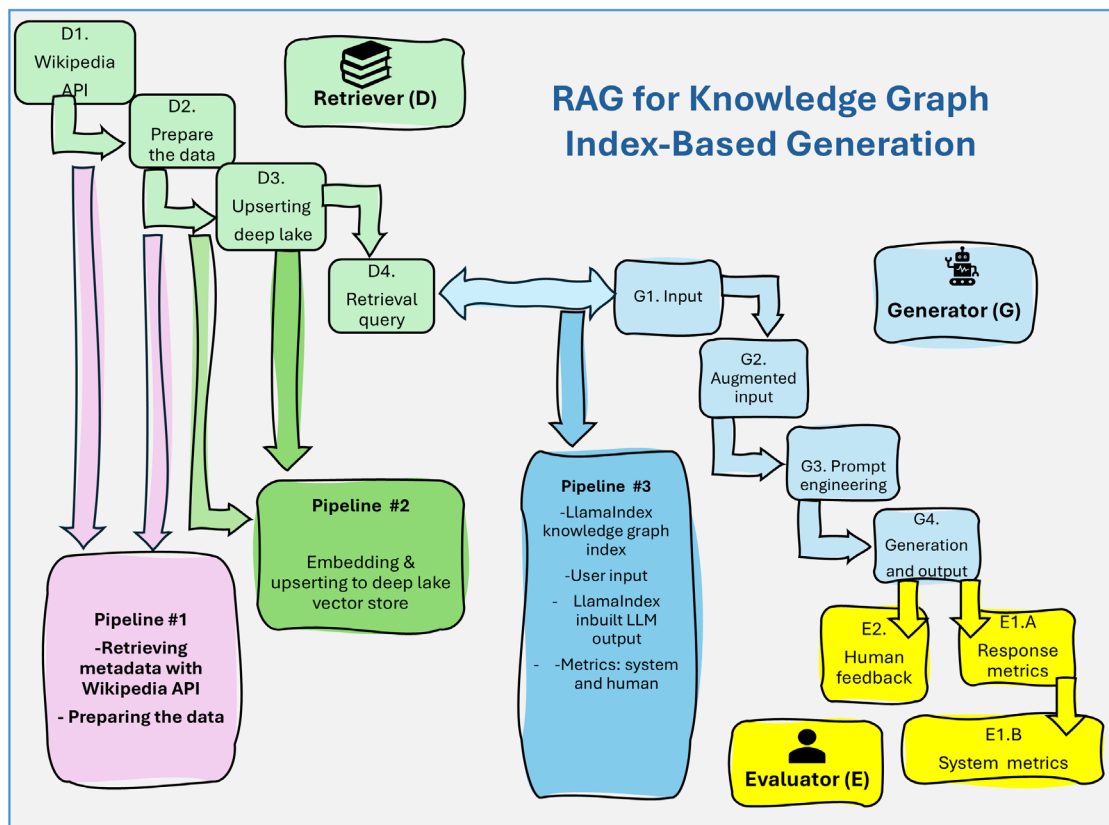 D1.
Wikipedia
API
D2.
Prepare
the data
D3.
Upserting
deep lake
D4.
Retrieval
query
Retriever (D)
RAG for Knowledge Graph
Index-Based Generation
G1. Input
Generator (G)
G2.
Augmented
input
G3. Prompt
engineering
G4.
Generation
and output
Pipeline #1
-Retrieving
metadata with
Wikipedia API
- Preparing the data
Pipeline #2
Embedding &
upserting to deep lake
vector store
Pipeline #3
-LlamaIndex
knowledge graph
index
-User input
- LlamaIndex
inbuilt LLM
output
- -Metrics: system
and human
E2.
Human
feedback
E1.A
Response
metrics
E1.B
System metrics
Evaluator (E)